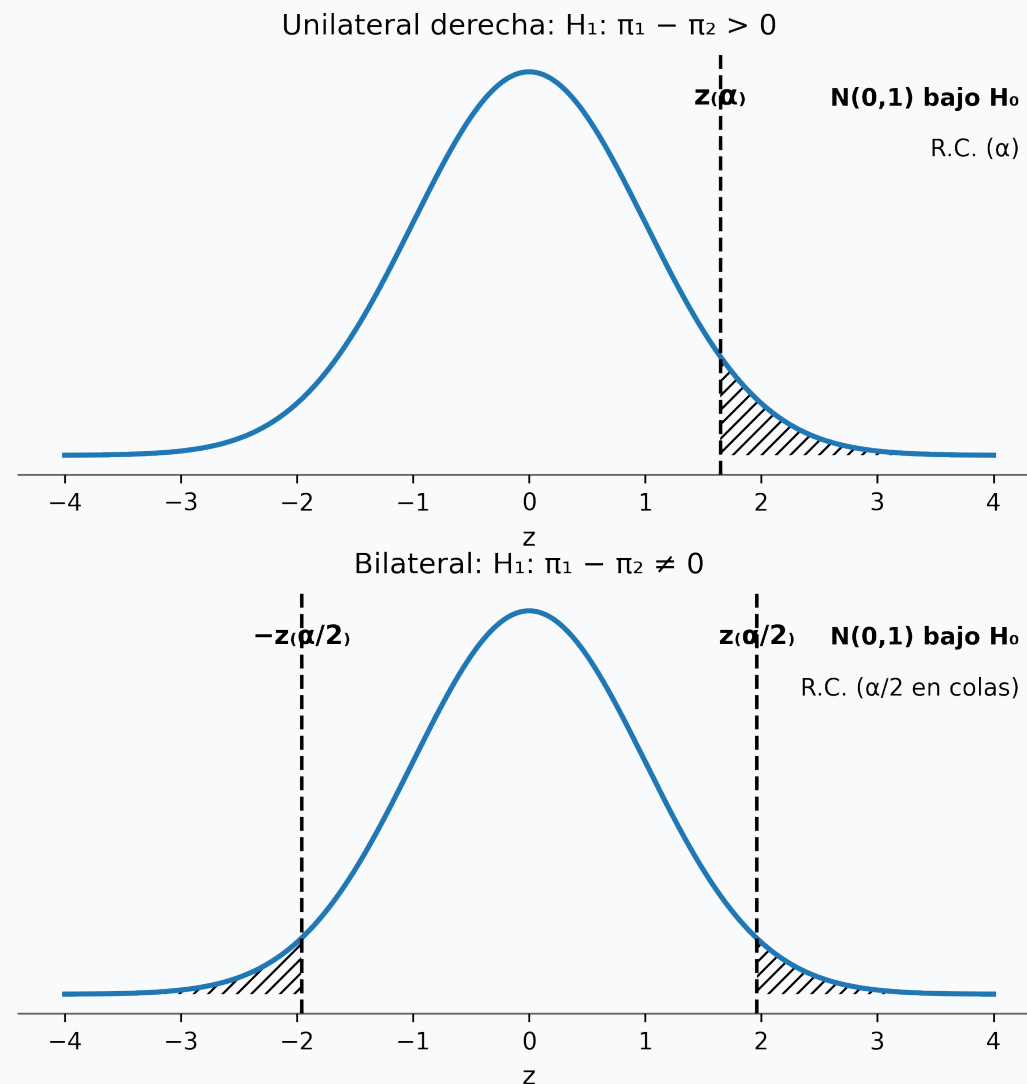 Unilateral derecha: H₁: π₁ − π₂ > 0
z₍α₎
N(0,1) bajo H₀
R.C. (α)
−4 −3 −2 −1 0 1 2 3 4
z
Bilateral: H₁: π₁ − π₂ ≠ 0
−z₍α/2₎ z₍α/2₎ N(0,1) bajo H₀
R.C. (α/2 en colas)
−4 −3 −2 −1 0 1 2 3 4
z